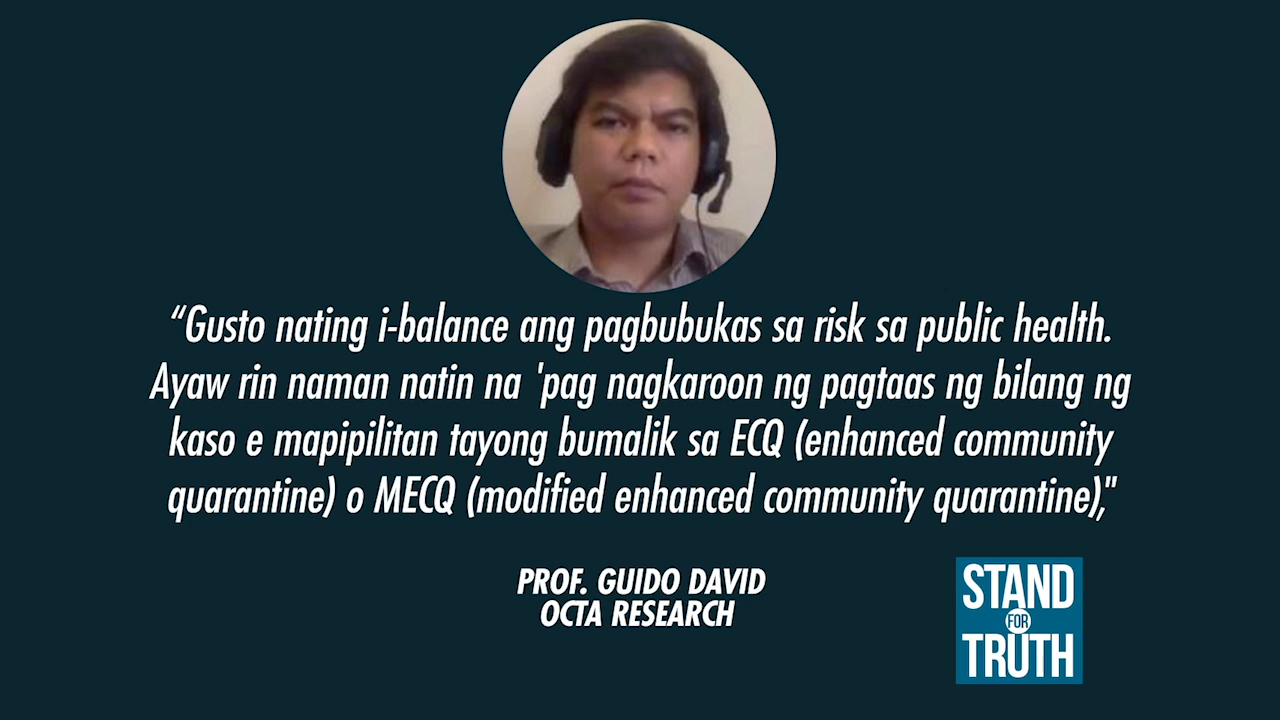 “Gusto nating i-balance ang pagbubukas sa risk sa public health.
Ayaw rin naman natin na 'pag nagkaroon ng pagtaas ng bilang ng
kaso e mapipilitan tayong bumalik sa ECQ (enhanced community
quarantine) o MECQ (modified enhanced community quarantine),"
PROF. GUIDO DAVID
OCTA RESEARCH
STAND
FOR
TRUTH